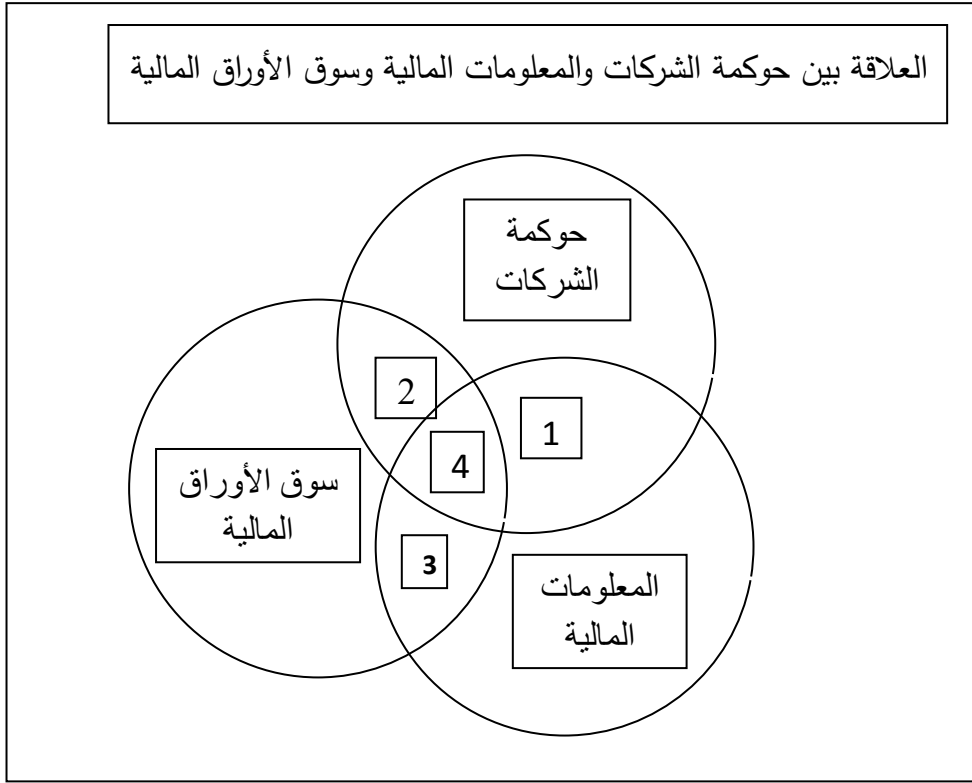 العلاقة بين حوكمة الشركات والمعلومات المالية وسوق الأوراق المالية
حوكمة
الشركات
2
1
4
سوق الأوراق
المالية
3
المعلومات
المالية